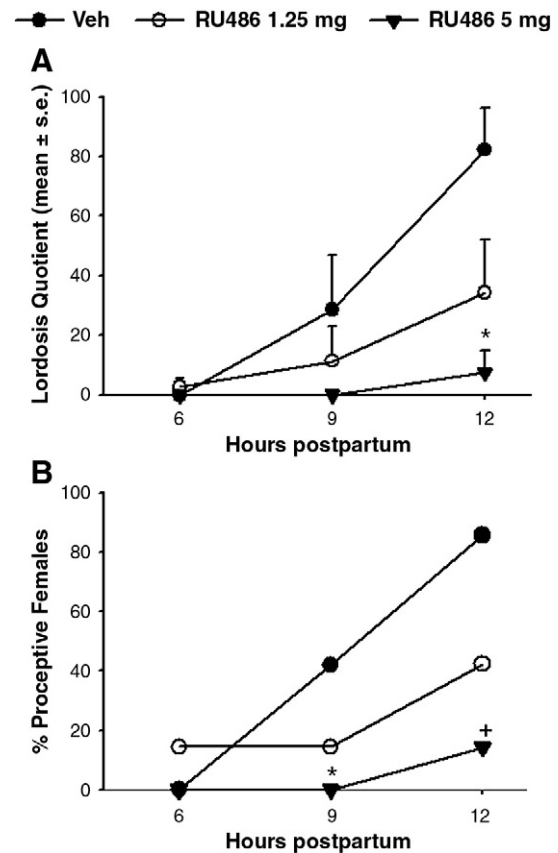 Veh RU486 1.25 mg RU486 5 mg
A
Lordosis Quotient (mean ± s.e.)
100
80
60
40
20
0
*
6 9 12
Hours postpartum
B
% Proceptive Females
100
80
60
40
20
0
* +
6 9 12
Hours postpartum